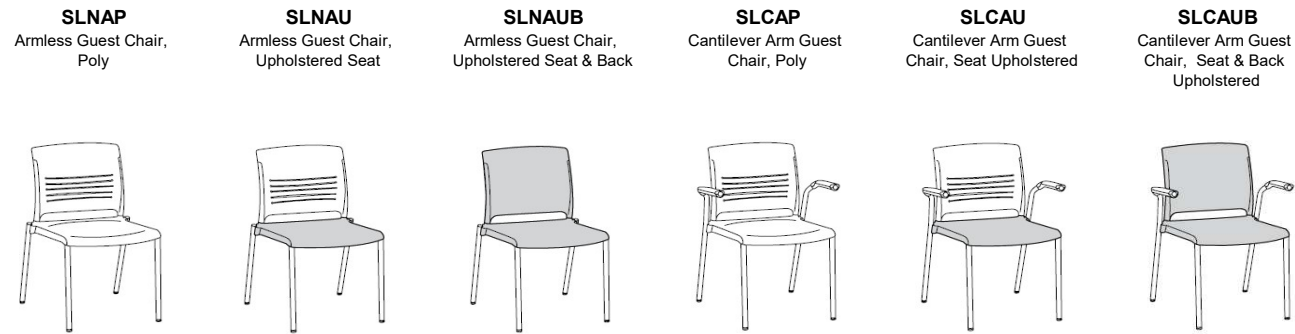 SLNAP
Armless Guest Chair,
Poly
SLNAU
Armless Guest Chair,
Upholstered Seat
SLNAUB
Armless Guest Chair,
Upholstered Seat & Back
SLCAP
Cantilever Arm Guest
Chair, Poly
SLCAU
Cantilever Arm Guest
Chair, Seat Upholstered
SLCAUB
Cantilever Arm Guest
Chair, Seat & Back
Upholstered